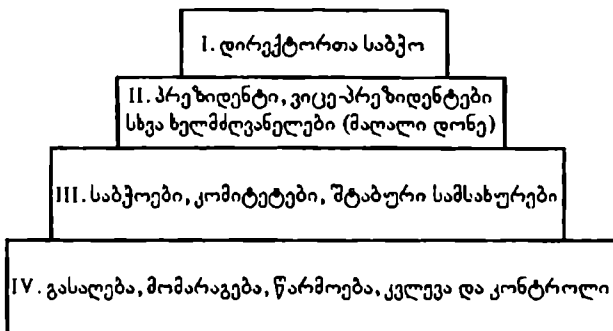 I. დირექტორთა საბჭო
II. პრეზიდენტი, ვიცე-პრეზიდენტები
სხვა ხელმძღვანელები (მაღალი დონე)
III. საბჭოები, კომიტეტები, შტაბური სამსახურები
IV. გასაღება, მომარაგება, წარმოება, კვლევა და კონტროლი